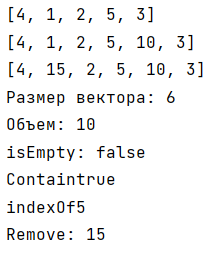 [4, 1, 2, 5, 3]
[4, 1, 2, 5, 10, 3]
[4, 15, 2, 5, 10, 3]
Размер вектора: 6
Объем: 10
isEmpty: false
Containtrue
indexOf5
Remove: 15